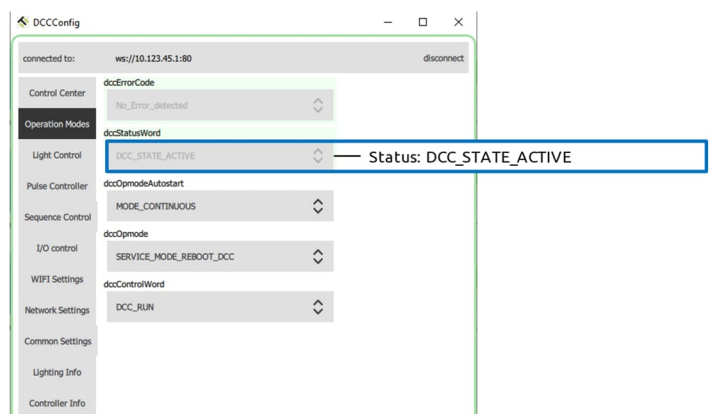 DCCConfig
connected to: ws://10.123.45.1:80 disconnect
Control Center
Operation Modes
Light Control
Pulse Controller
Sequence Control
I/O control
WIFI Settings
Network Settings
Common Settings
Lighting Info
Controller Info
dccErrorCode
No_Error_detected
dccStatusWord
DCC_STATE_ACTIVE
Status: DCC_STATE_ACTIVE
dccOpmodeAutostart
MODE_CONTINUOUS
dccOpmode
SERVICE_MODE_REBOOT_DCC
dccControlWord
DCC_RUN